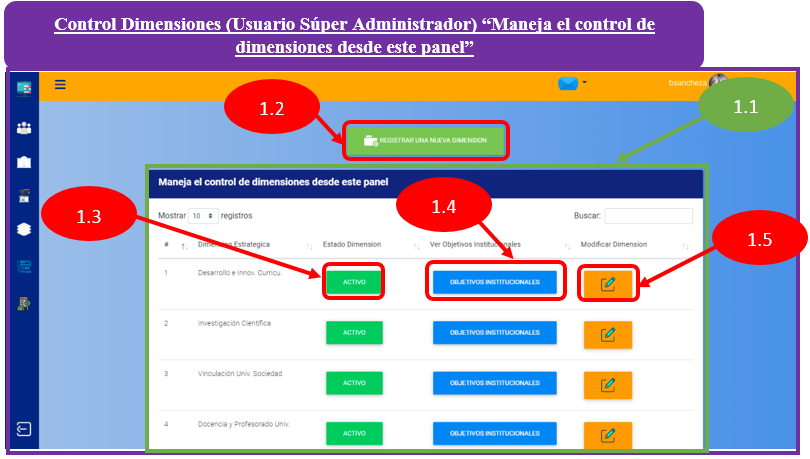 Control Dimensiones (Usuario Súper Administrador) “Maneja el control de
dimensiones desde este panel”
bsancheza
1.2
1.1
REGISTRAR UNA NUEVA DIMENSION
Maneja el control de dimensiones desde este panel
1.3
1.4
1.5
Mostrar 10 registros
Buscar:
# Dimension Estrategica Estado Dimension Ver Objetivos Institucionales Modificar Dimension
1 Desarrollo e Innov. Curricu. ACTIVO OBJETIVOS INSTITUCIONALES
2 Investigación Científica ACTIVO OBJETIVOS INSTITUCIONALES
3 Vinculación Univ. Sociedad ACTIVO OBJETIVOS INSTITUCIONALES
4 Docencia y Profesorado Univ. ACTIVO OBJETIVOS INSTITUCIONALES